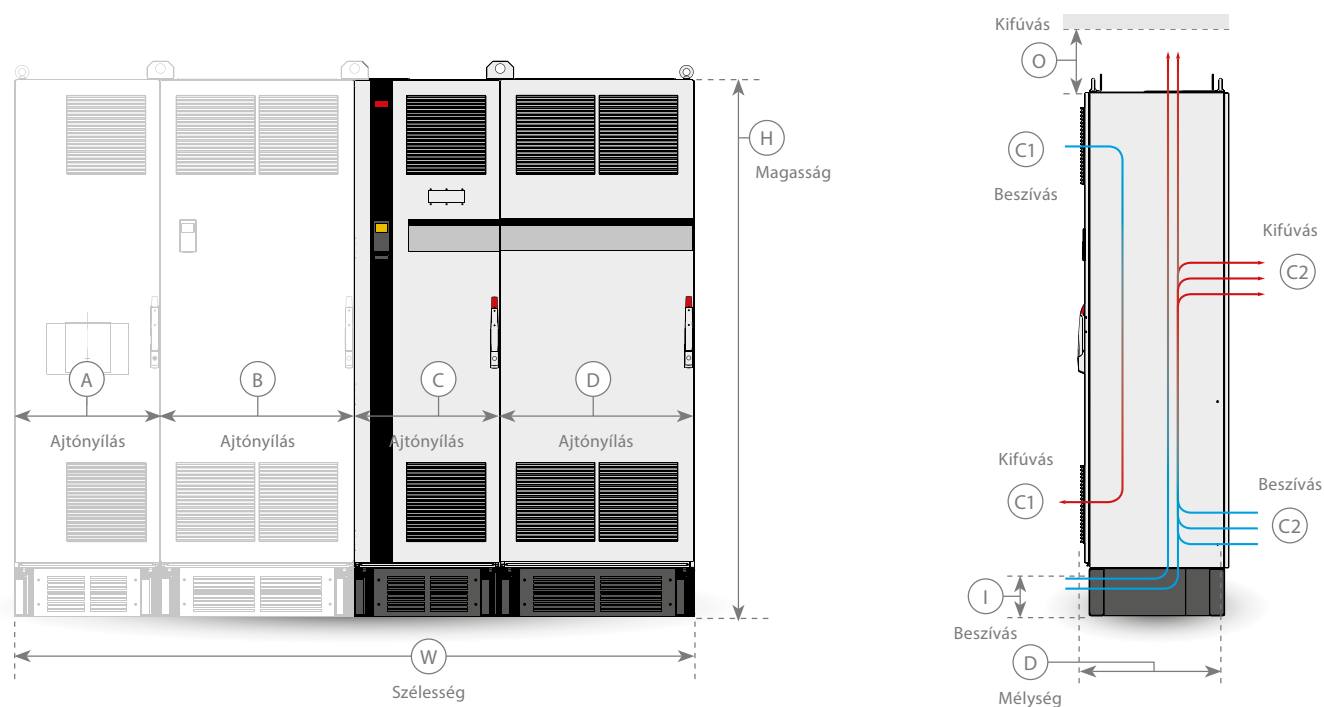 H
Magasság
A
B
C
D
Ajtónyílás
Ajtónyílás
Ajtónyílás
Ajtónyílás
W
Szélesség
Kifúvás
O
C1
Beszívás
Kifúvás
C2
Kifúvás
C1
Beszívás
C2
I
Beszívás
D
Mélység